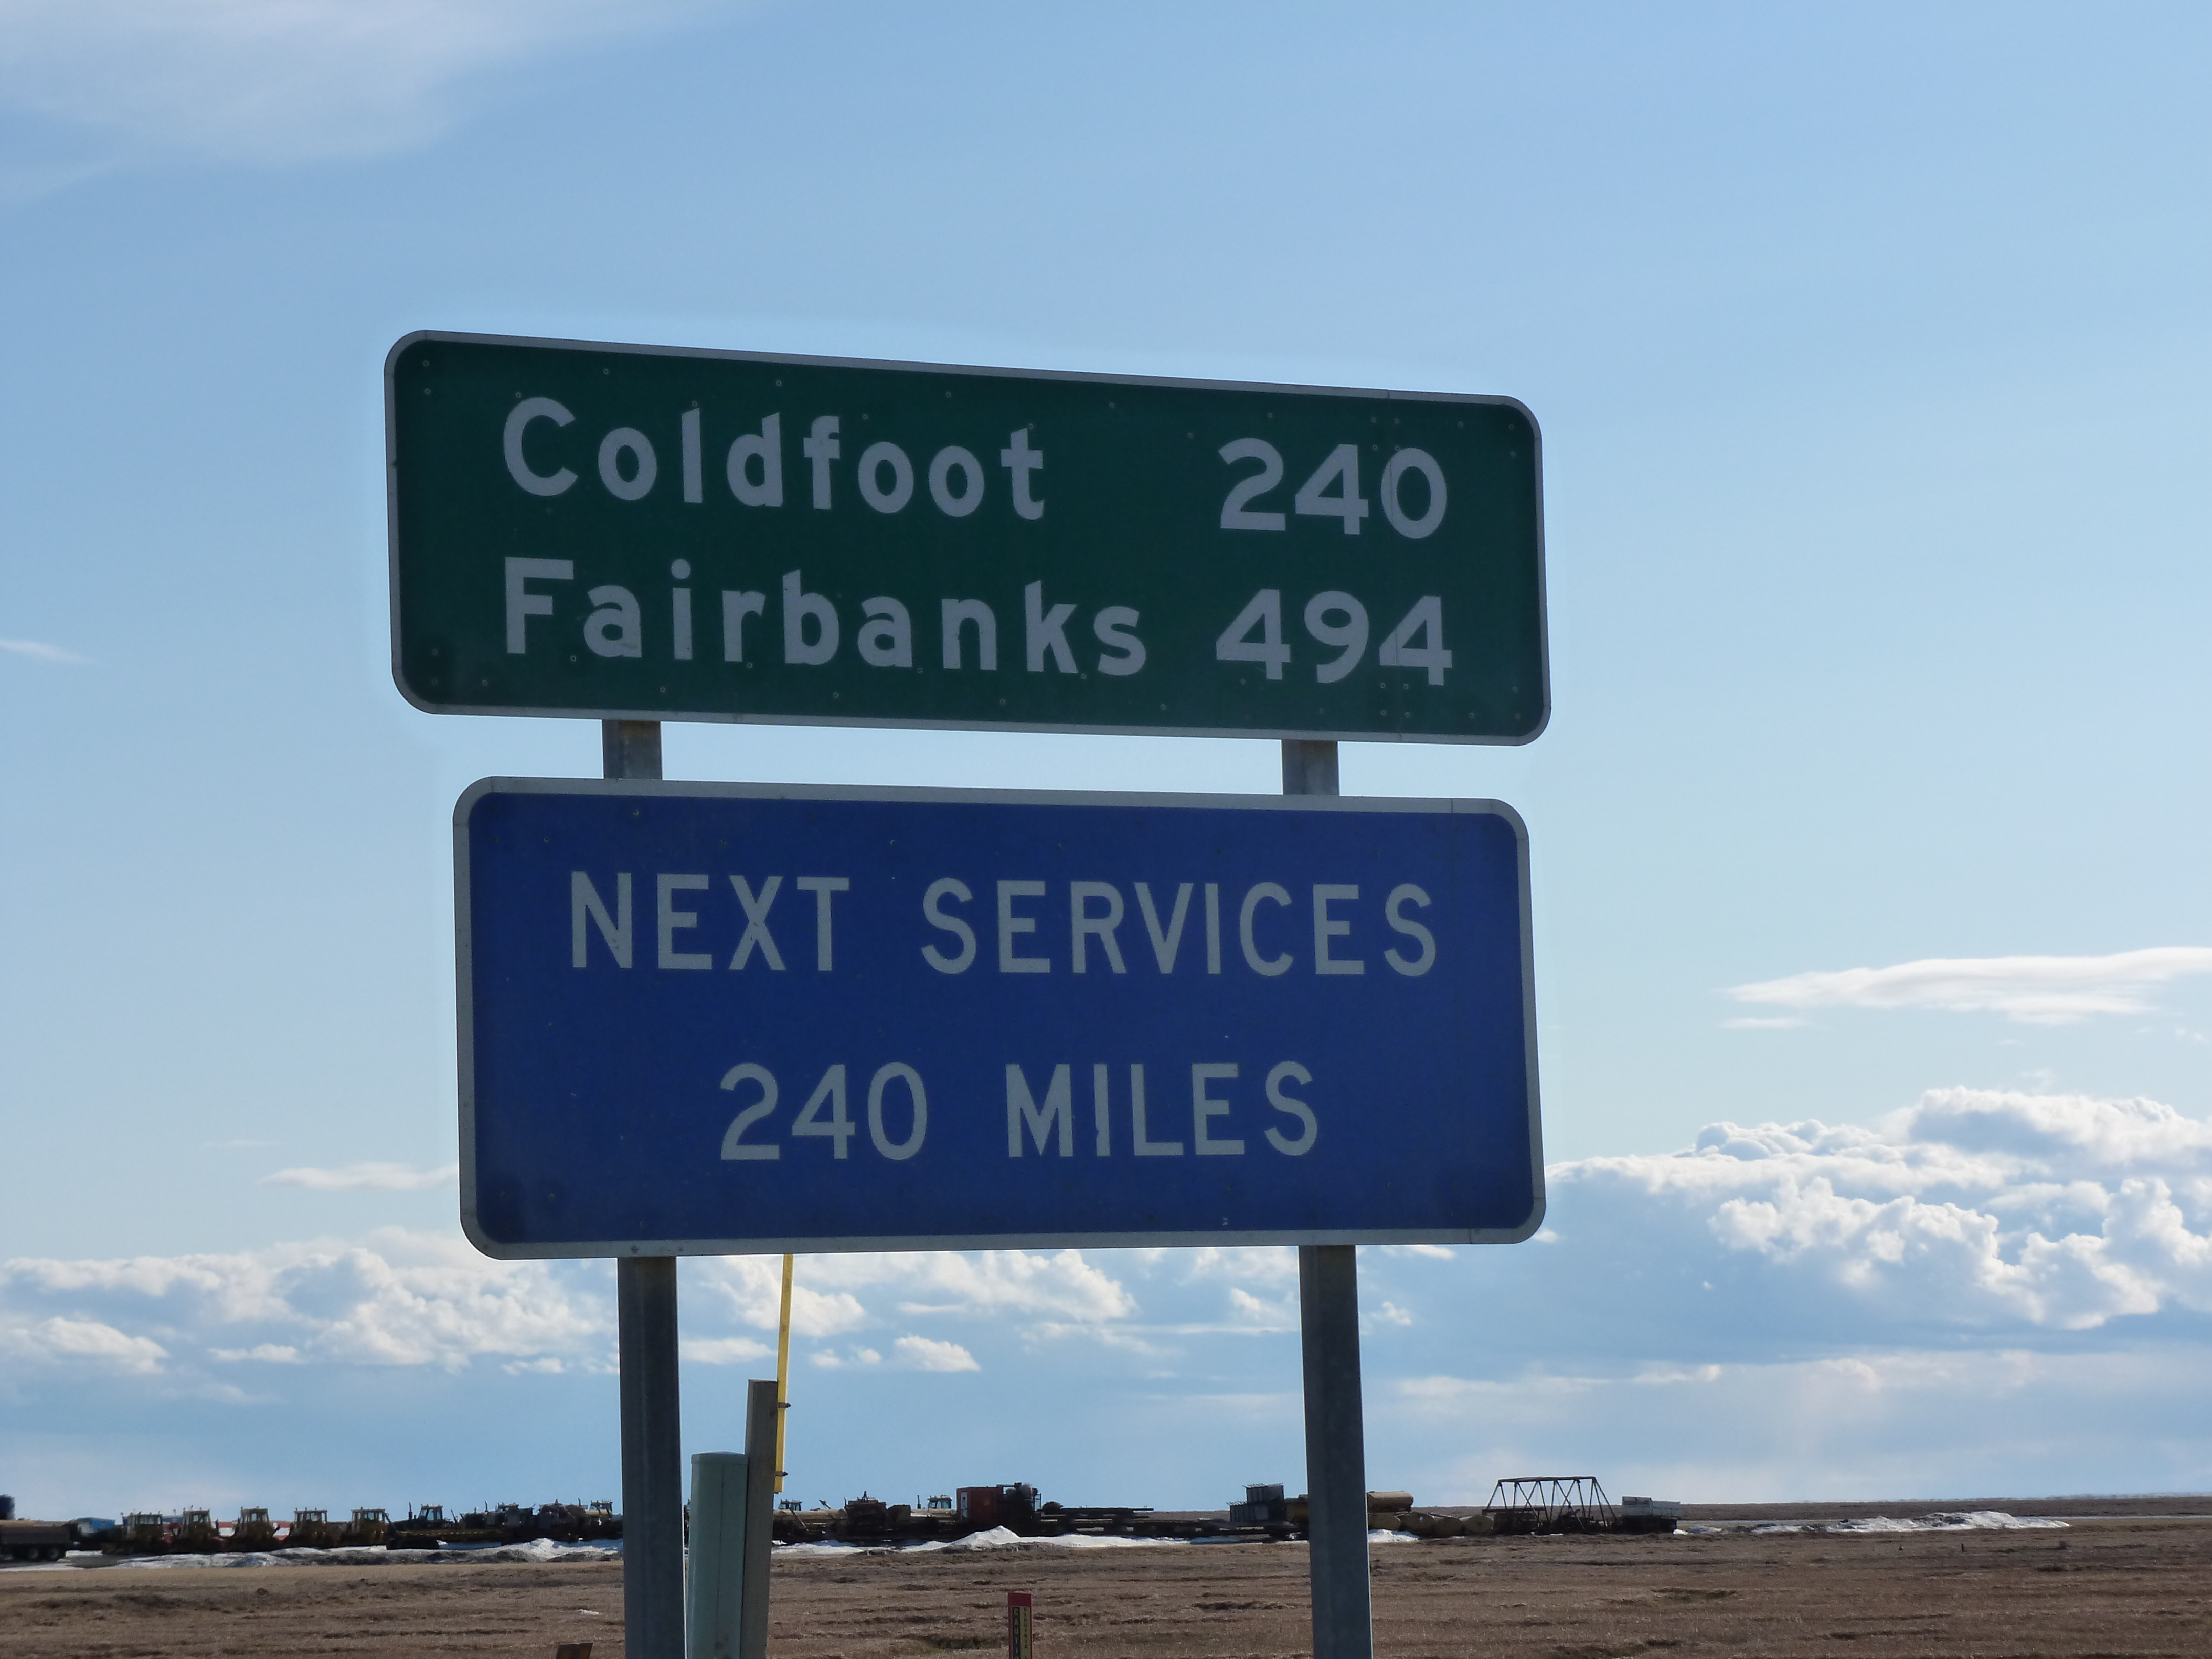 Coldfoot 240
Fairbanks 494
NEXT SERVICES
240 MILES